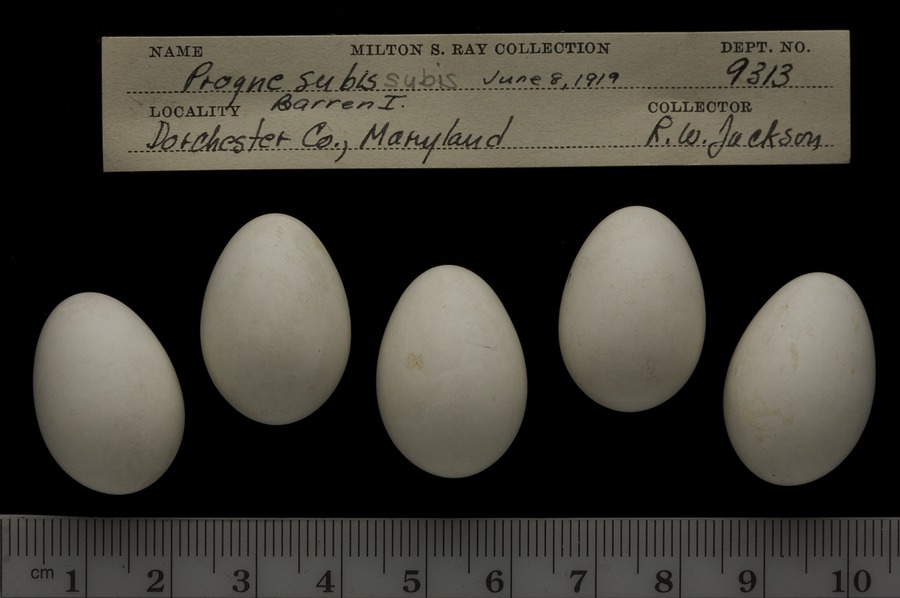 NAME MILTON S. RAY COLLECTION DEPT. NO.
Progne subis subis June 8, 1919 9313
LOCALITY Barren I. COLLECTOR
Dorchester Co., Maryland R. W. Jackson
cm 1 2 3 4 5 6 7 8 9 10